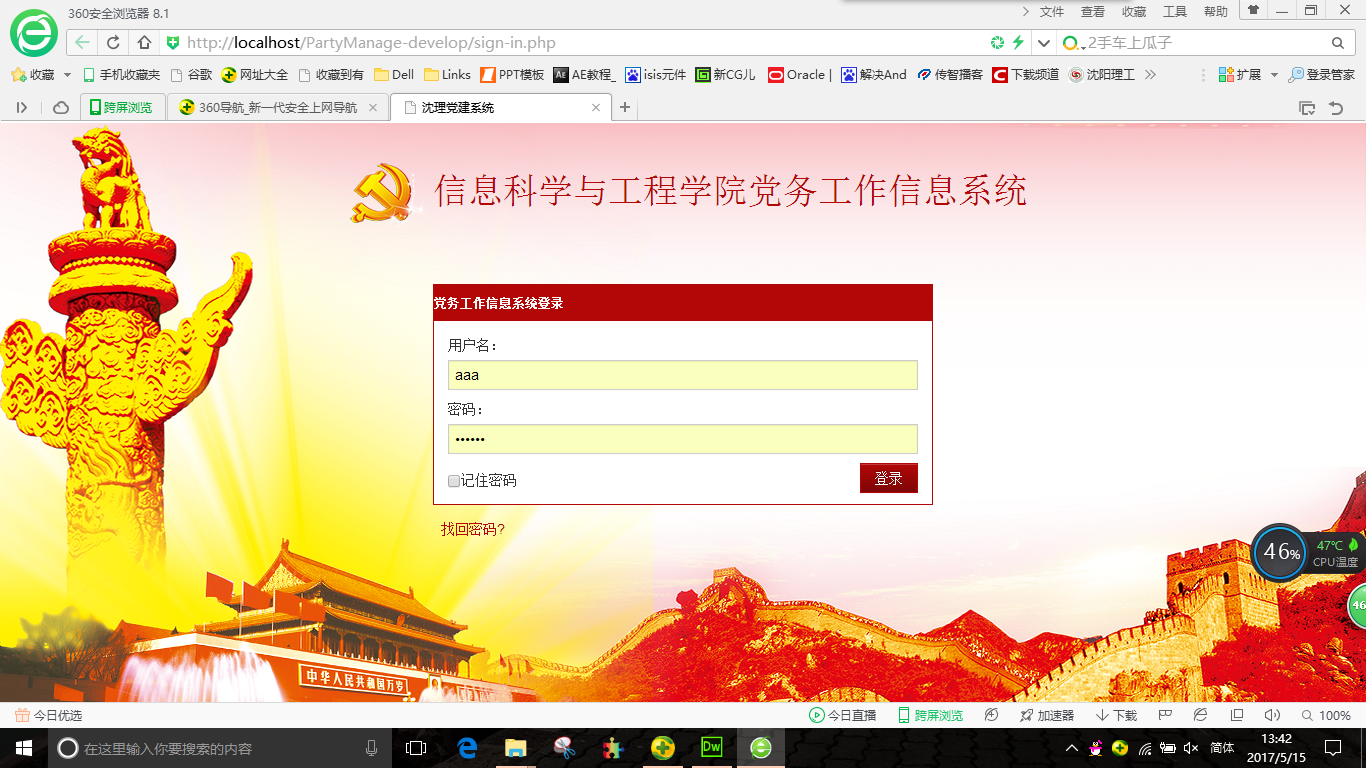 360安全浏览器 8.1
文件 查看 收藏 工具 帮助
http://localhost/PartyManage-develop/sign-in.php
2手车上瓜子
收藏 手机收藏夹 谷歌 网址大全 收藏到有 Dell Links PPT模板 AE教程_ isis元件 新CG儿 Oracle | 解决And 传智播客 下载频道 沈阳理工 扩展 登录管家
跨屏浏览 360导航_新一代安全上网导航 沈理党建系统
信息科学与工程学院党务工作信息系统
党务工作信息系统登录
用户名：
aaa
密码：
••••••
记住密码
登录
找回密码?
46%
47℃
CPU温度
46
中华人民共和国万岁
今日优选 今日直播 跨屏浏览 加速器 下载 100%
在这里输入你要搜索的内容
Dw
简体
13:42
2017/5/15